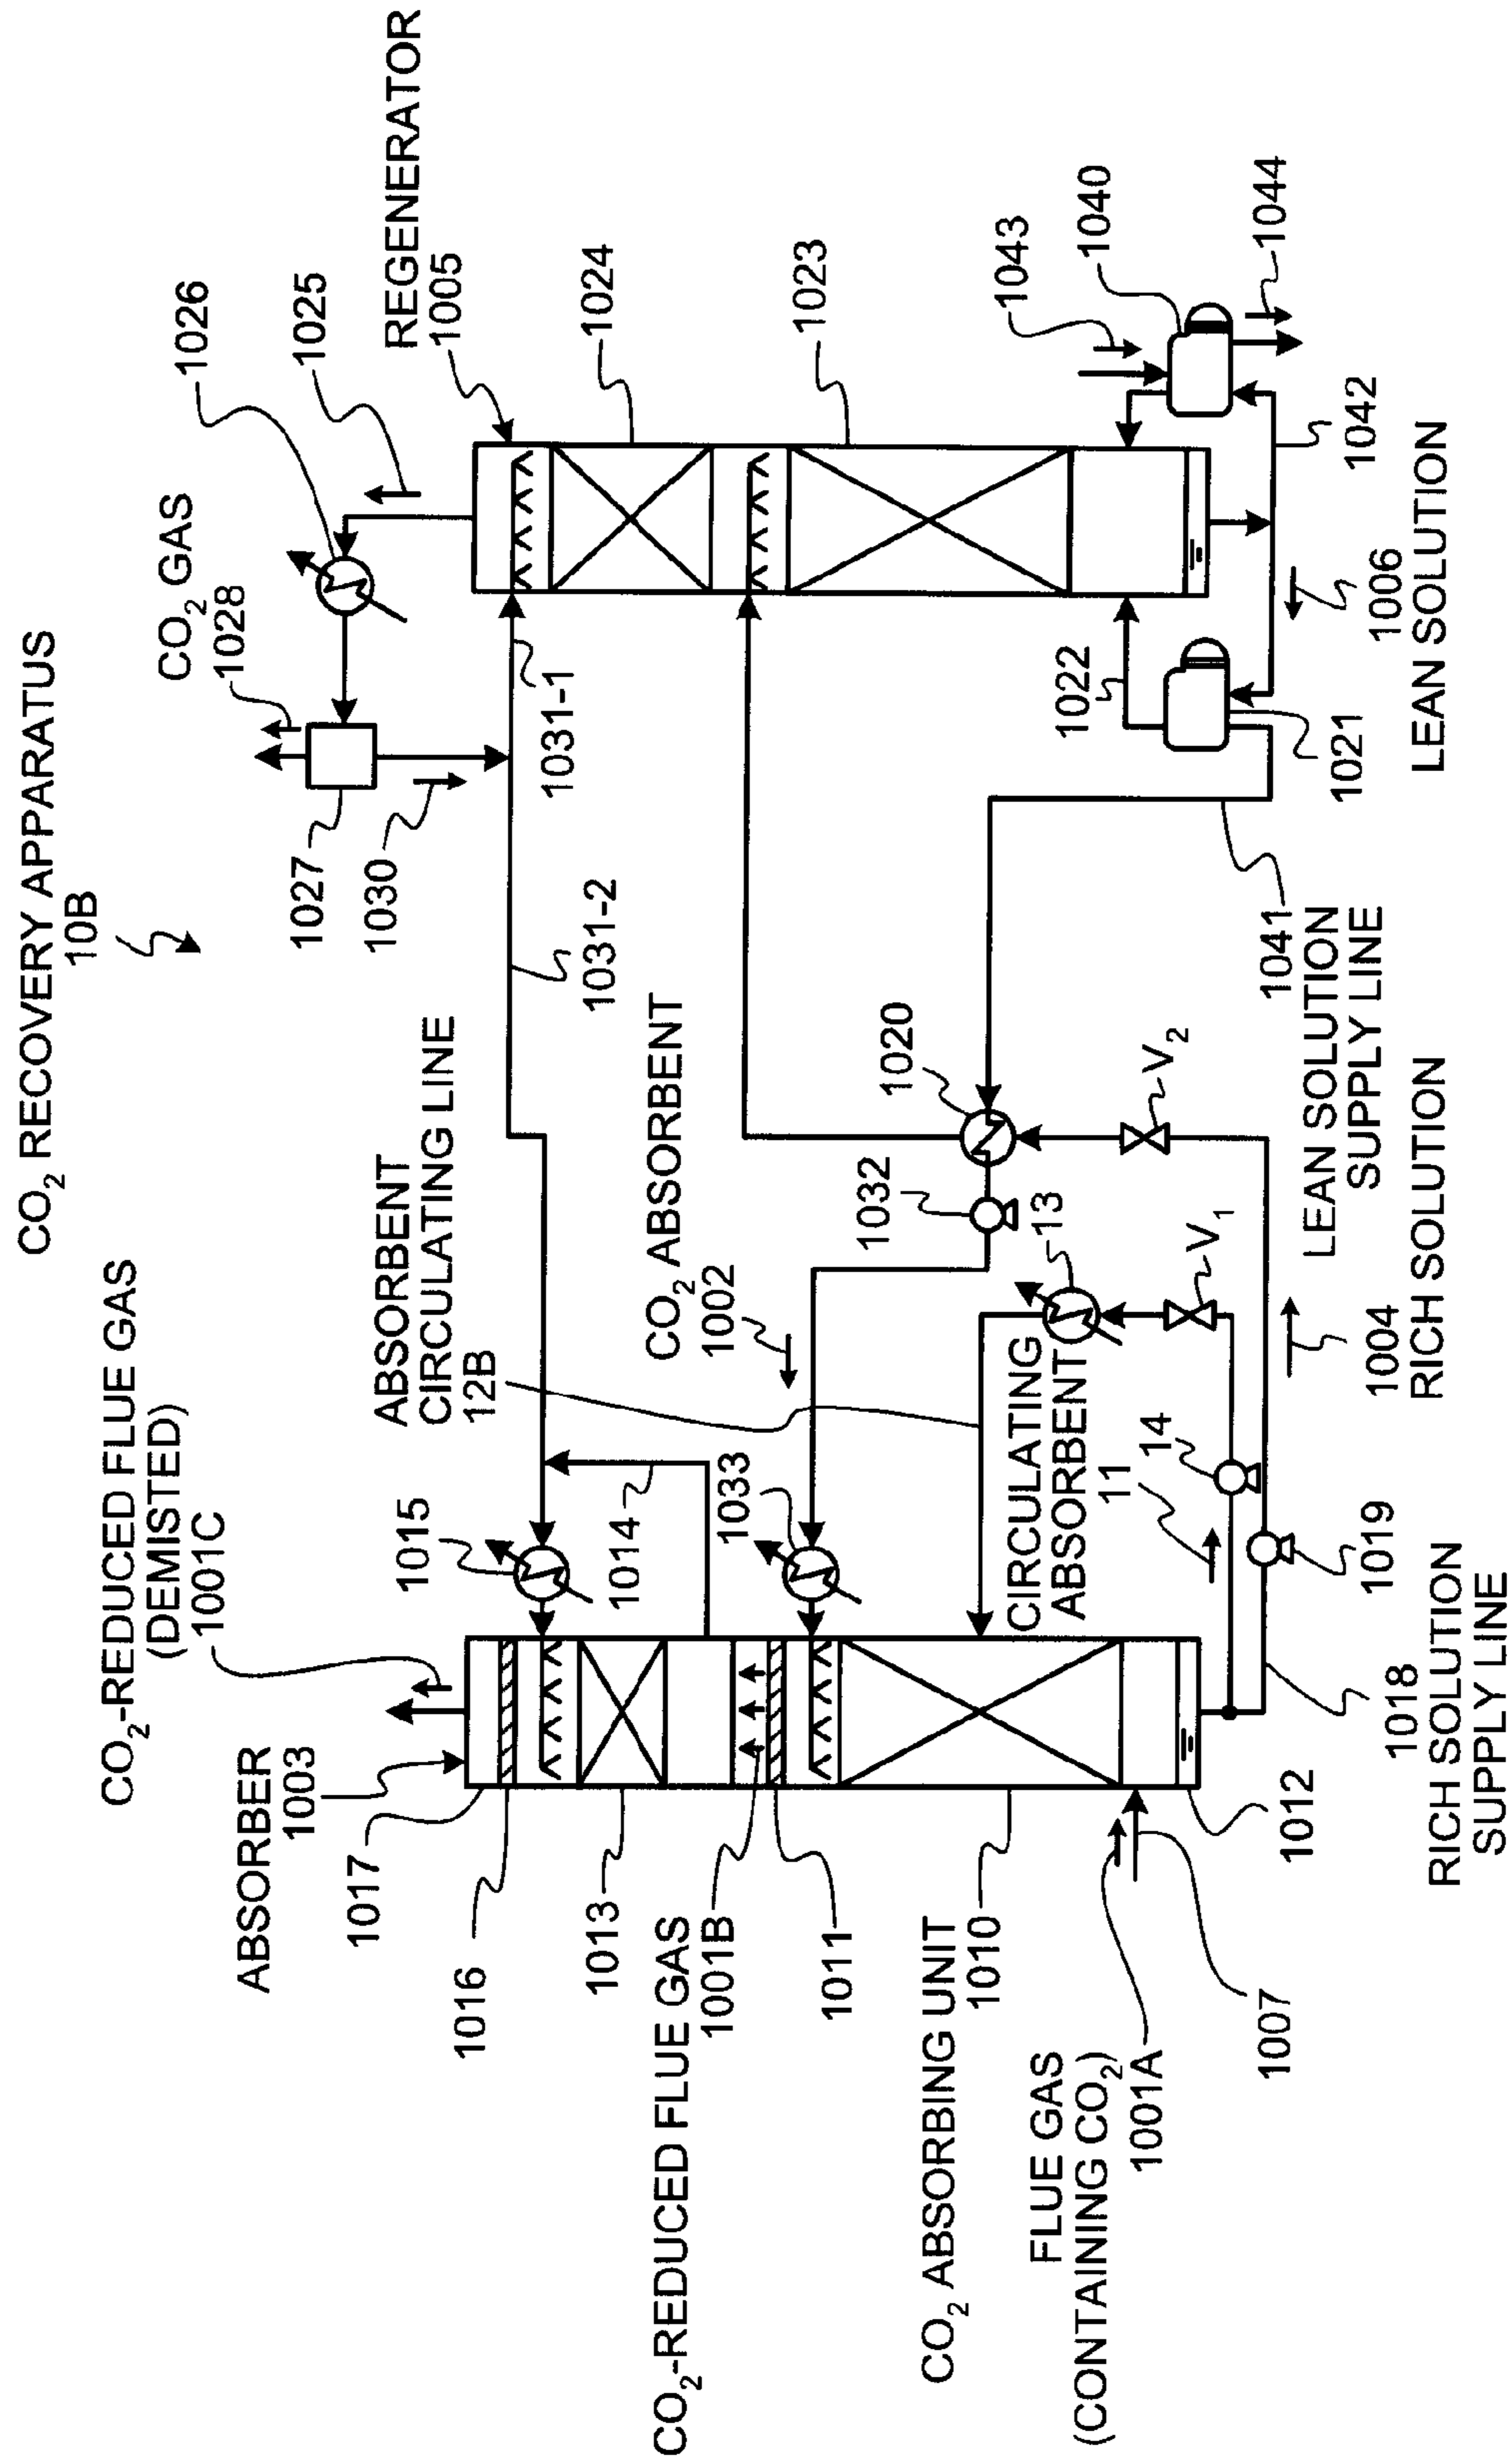 CO2 RECOVERY APPARATUS
10B
CO2-REDUCED FLUE GAS
(DEMISTED)
1001C
ABSORBER
1003
1017
1016
1013
CO2-REDUCED FLUE GAS
1001B
1011
CO2 ABSORBING UNIT
1010
FLUE GAS
(CONTAINING CO2)
1001A
1007
1012
1018
RICH SOLUTION
SUPPLY LINE
1019
11
14
CIRCULATING
ABSORBENT
1015
1014
1033
ABSORBENT
CIRCULATING LINE
12B
CO2 ABSORBENT
1002
1032
13
V1
V2
1020
1004
RICH SOLUTION
1041
LEAN SOLUTION
SUPPLY LINE
1031-2
1031-1
1027
1030
CO2 GAS
1028
1026
1025
REGENERATOR
1005
1024
1023
1022
1021
1006
LEAN SOLUTION
1042
1043
1040
1044